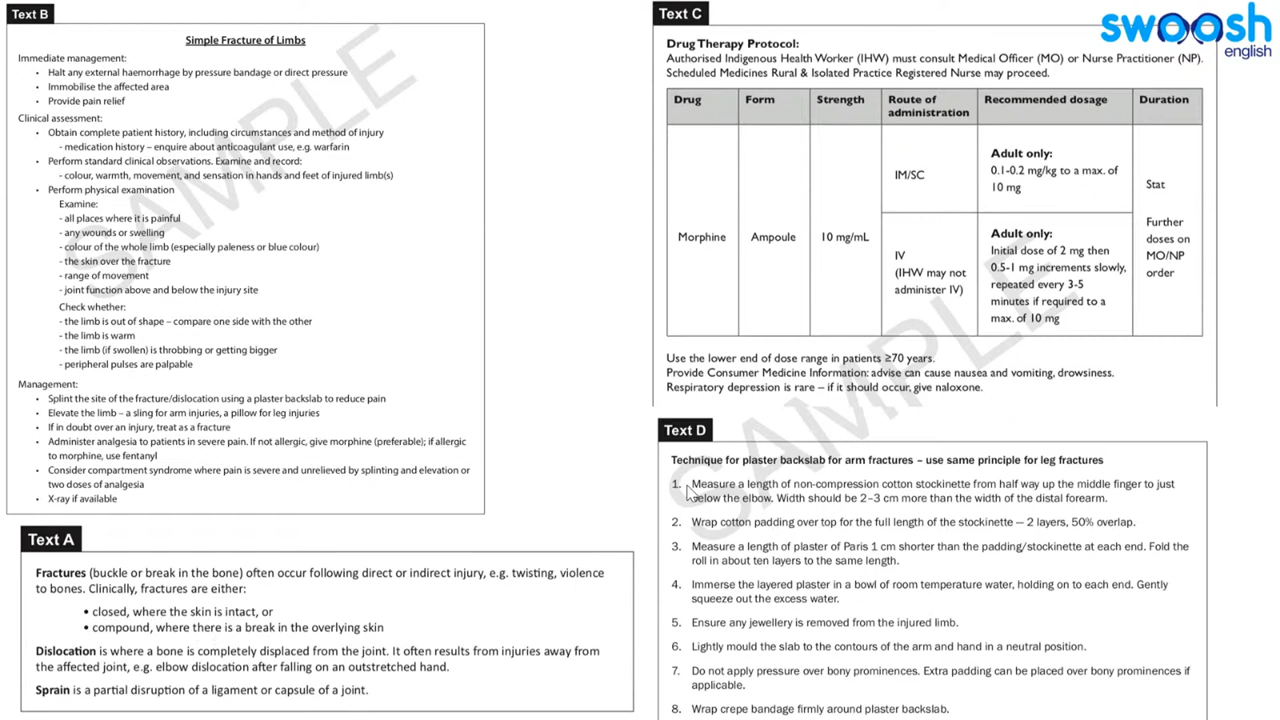 Text B
Simple Fracture of Limbs
Immediate management:
• Halt any external haemorrhage by pressure bandage or direct pressure
• Immobilise the affected area
• Provide pain relief
Clinical assessment:
• Obtain complete patient history, including circumstances and method of injury
- medication history – enquire about anticoagulant use, e.g. warfarin
• Perform standard clinical observations. Examine and record:
- colour, warmth, movement, and sensation in hands and feet of injured limb(s)
• Perform physical examination
Examine:
- all places where it is painful
- any wounds or swelling
- colour of the whole limb (especially paleness or blue colour)
- the skin over the fracture
- range of movement
- joint function above and below the injury site
Check whether:
- the limb is out of shape – compare one side with the other
- the limb is warm
- the limb (if swollen) is throbbing or getting bigger
- peripheral pulses are palpable
Management:
• Splint the site of the fracture/dislocation using a plaster backslab to reduce pain
• Elevate the limb – a sling for arm injuries, a pillow for leg injuries
• If in doubt over an injury, treat as a fracture
• Administer analgesia to patients in severe pain. If not allergic, give morphine (preferable); if allergic
to morphine, use fentanyl
• Consider compartment syndrome where pain is severe and unrelieved by splinting and elevation or
two doses of analgesia
• X-ray if available
SAMPLE
Text A
Fractures (buckle or break in the bone) often occur following direct or indirect injury, e.g. twisting, violence
to bones. Clinically, fractures are either:
• closed, where the skin is intact, or
• compound, where there is a break in the overlying skin
Dislocation is where a bone is completely displaced from the joint. It often results from injuries away from
the affected joint, e.g. elbow dislocation after falling on an outstretched hand.
Sprain is a partial disruption of a ligament or capsule of a joint.
Text C
swoosh
english
Drug Therapy Protocol:
Authorised Indigenous Health Worker (IHW) must consult Medical Officer (MO) or Nurse Practitioner (NP).
Scheduled Medicines Rural & Isolated Practice Registered Nurse may proceed.
Drug Form Strength Route of Recommended dosage Duration
administration
Adult only:
0.1-0.2 mg/kg to a max. of
10 mg
IM/SC
Stat
Morphine Ampoule 10 mg/mL
IV
(IHW may not
administer IV)
Adult only:
Initial dose of 2 mg then
0.5-1 mg increments slowly,
repeated every 3-5
minutes if required to a
max. of 10 mg
Further
doses on
MO/NP
order
Use the lower end of dose range in patients ≥70 years.
Provide Consumer Medicine Information: advise can cause nausea and vomiting, drowsiness.
Respiratory depression is rare – if it should occur, give naloxone.
SAMPLE
Text D
Technique for plaster backslab for arm fractures – use same principle for leg fractures
1. Measure a length of non-compression cotton stockinette from half way up the middle finger to just
below the elbow. Width should be 2–3 cm more than the width of the distal forearm.
2. Wrap cotton padding over top for the full length of the stockinette — 2 layers, 50% overlap.
3. Measure a length of plaster of Paris 1 cm shorter than the padding/stockinette at each end. Fold the
roll in about ten layers to the same length.
4. Immerse the layered plaster in a bowl of room temperature water, holding on to each end. Gently
squeeze out the excess water.
5. Ensure any jewellery is removed from the injured limb.
6. Lightly mould the slab to the contours of the arm and hand in a neutral position.
7. Do not apply pressure over bony prominences. Extra padding can be placed over bony prominences if
applicable.
8. Wrap crepe bandage firmly around plaster backslab.